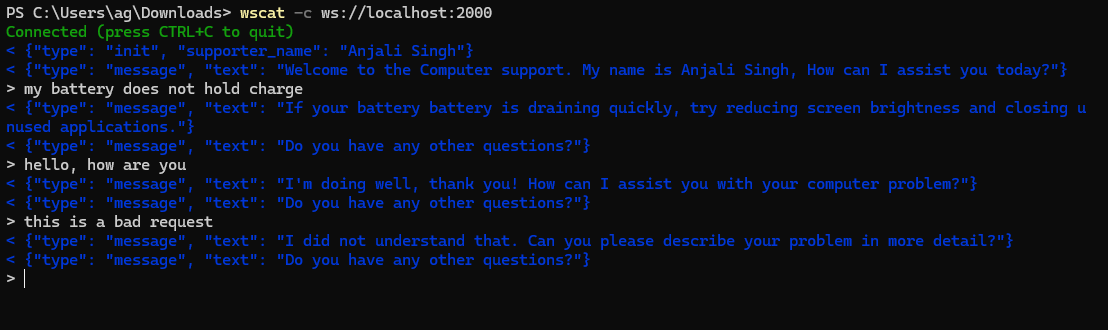 PS C:\Users\ag\Downloads> wscat -c ws://localhost:2000
Connected (press CTRL+C to quit)
< {"type": "init", "supporter_name": "Anjali Singh"}
< {"type": "message", "text": "Welcome to the Computer support. My name is Anjali Singh, How can I assist you today?"}
> my battery does not hold charge
< {"type": "message", "text": "If your battery battery is draining quickly, try reducing screen brightness and closing u
nused applications."}
< {"type": "message", "text": "Do you have any other questions?"}
> hello, how are you
< {"type": "message", "text": "I'm doing well, thank you! How can I assist you with your computer problem?"}
< {"type": "message", "text": "Do you have any other questions?"}
> this is a bad request
< {"type": "message", "text": "I did not understand that. Can you please describe your problem in more detail?"}
< {"type": "message", "text": "Do you have any other questions?"}
>